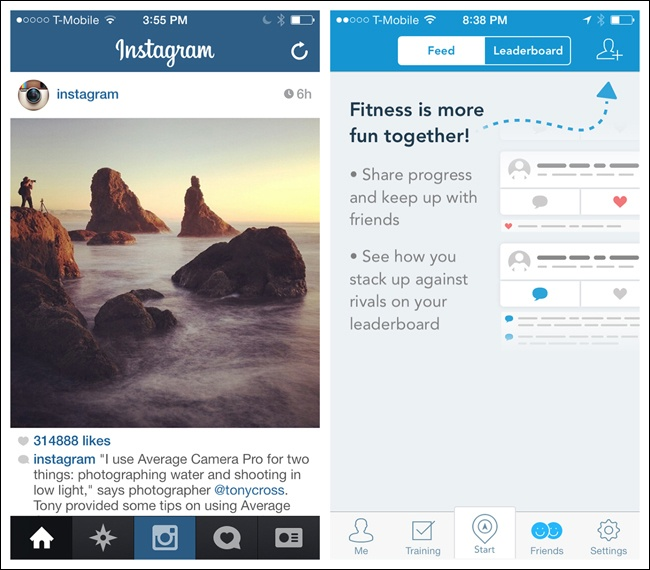 T-Mobile 3:55 PM
Instagram
instagram 6h
314888 likes
instagram "I use Average Camera Pro for two
things: photographing water and shooting in
low light," says photographer @tonycross.
Tony provided some tips on using Average
T-Mobile 8:38 PM
Feed Leaderboard
Fitness is more
fun together!
• Share progress
and keep up with
friends
• See how you
stack up against
rivals on your
leaderboard
Me Training Start Friends Settings